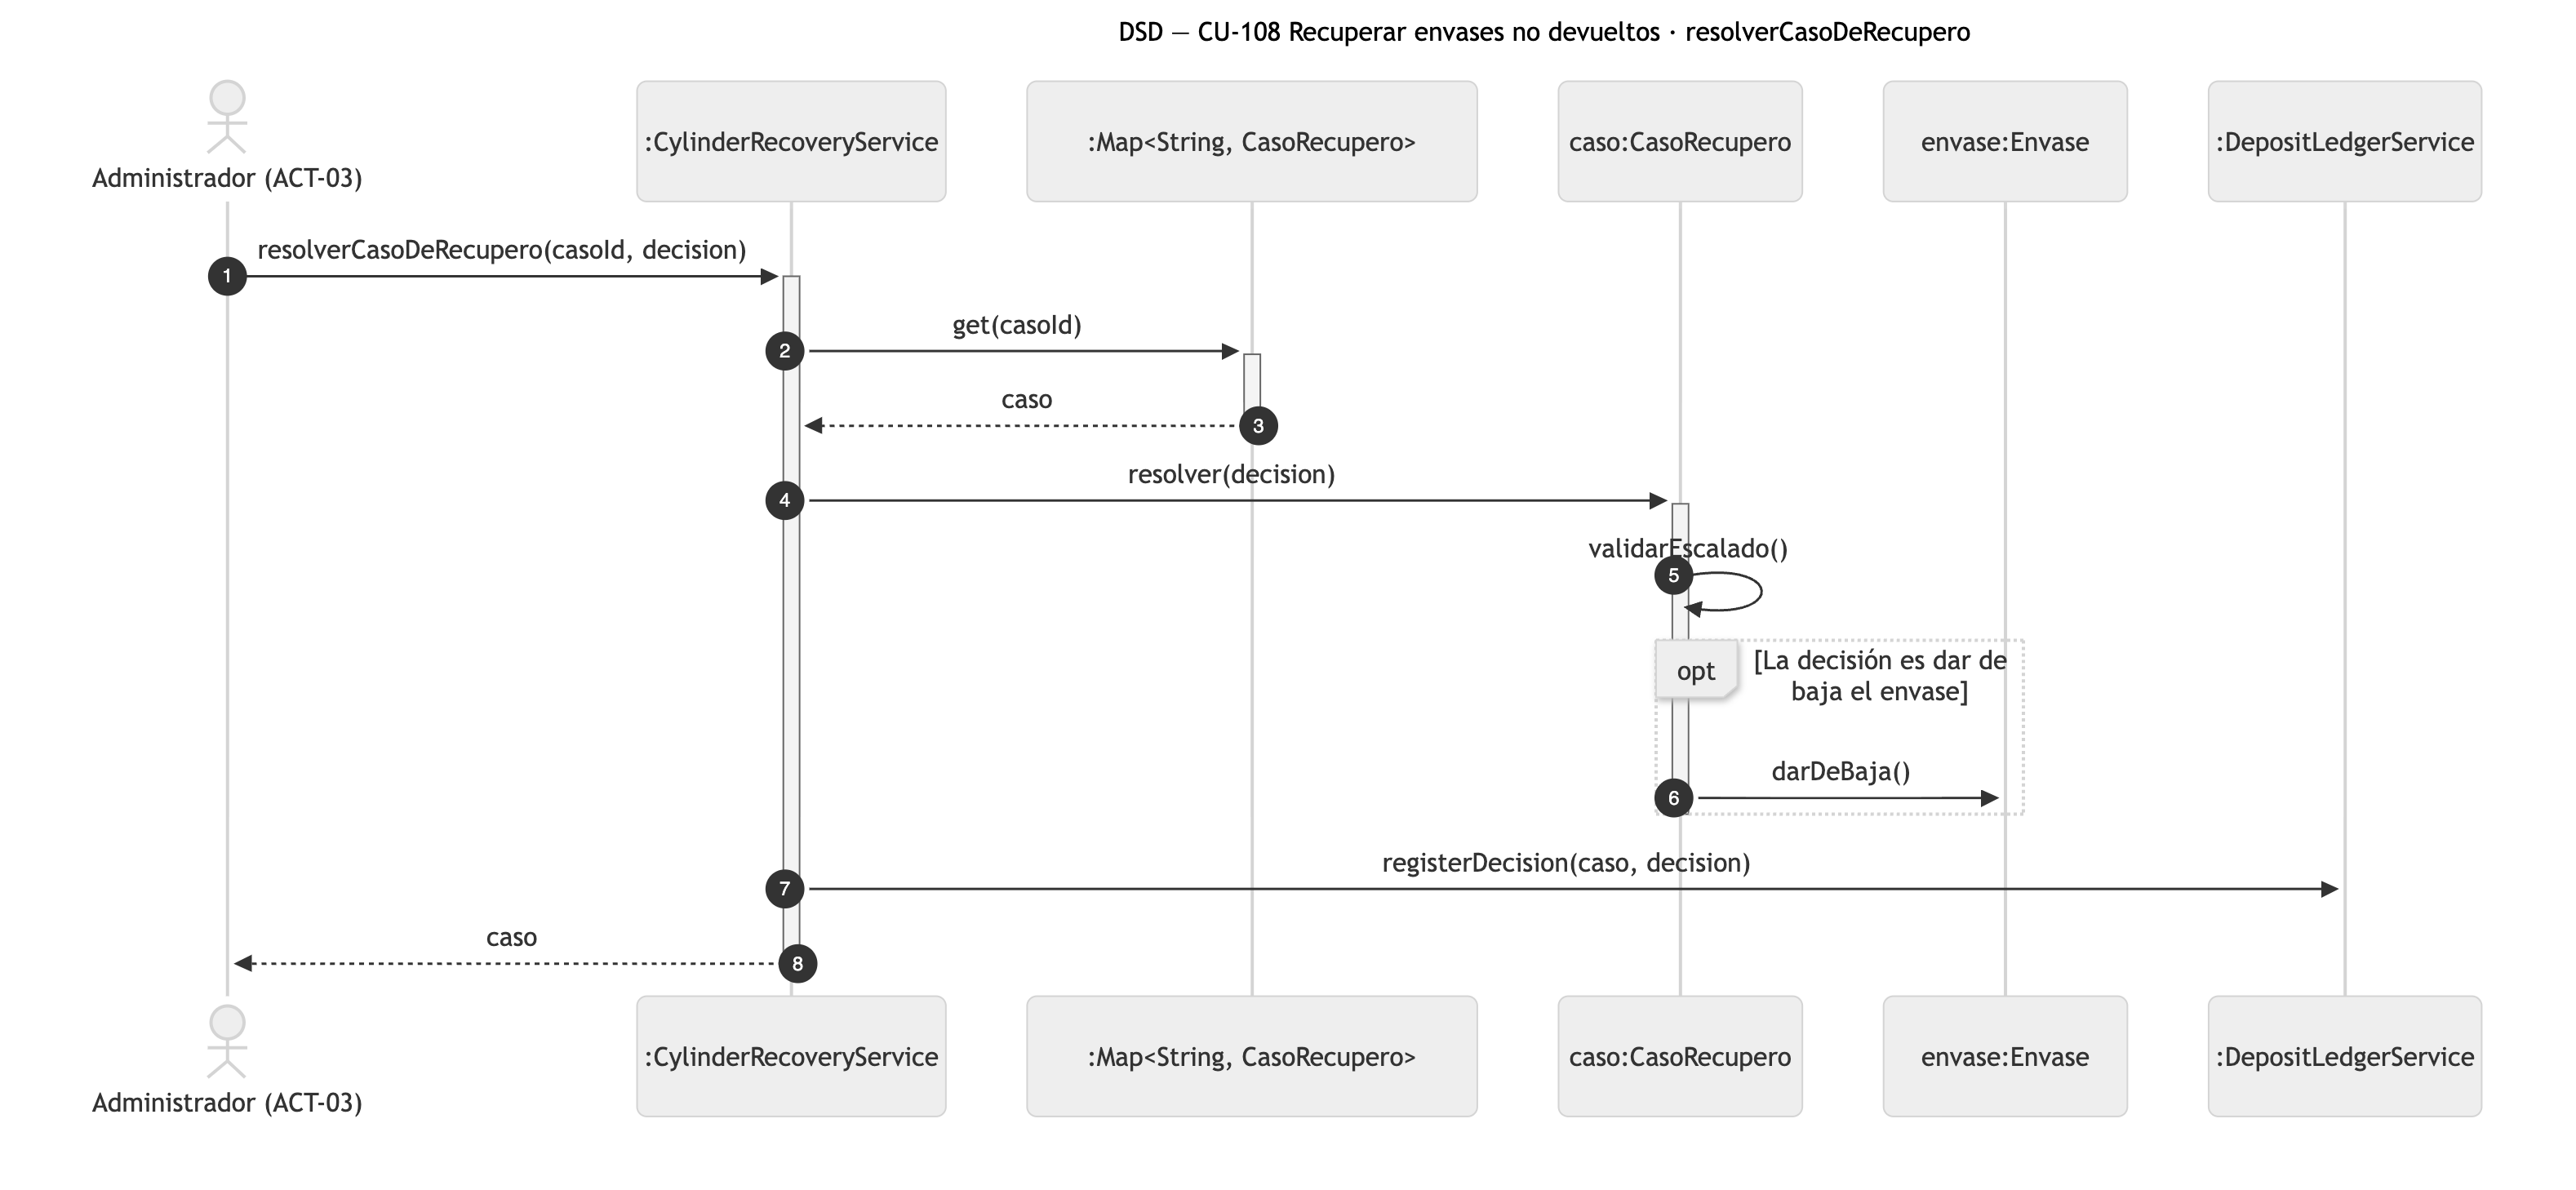 DSD — CU-108 Recuperar envases no devueltos · resolverCasoDeRecupero
Administrador (ACT-03)
:CylinderRecoveryService
:Map<String, CasoRecupero>
caso:CasoRecupero
envase:Envase
:DepositLedgerService
resolverCasoDeRecupero(casoId, decision)
1
get(casoId)
2
caso
3
resolver(decision)
4
validarEscalado()
5
opt
[La decisión es dar de
baja el envase]
darDeBaja()
6
registerDecision(caso, decision)
7
caso
8
Administrador (ACT-03)
:CylinderRecoveryService
:Map<String, CasoRecupero>
caso:CasoRecupero
envase:Envase
:DepositLedgerService